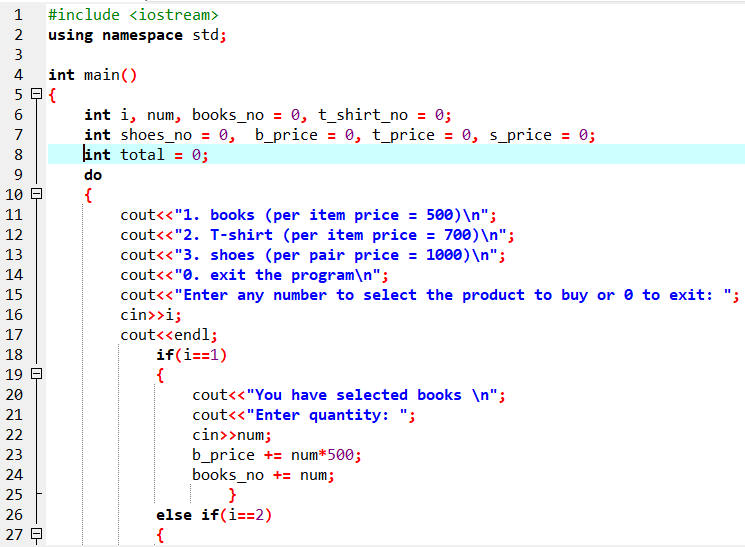 1 #include <iostream>
2 using namespace std;
3
4 int main()
5 {
6 int i, num, books_no = 0, t_shirt_no = 0;
7 int shoes_no = 0,  b_price = 0, t_price = 0, s_price = 0;
8 int total = 0;
9 do
10 {
11 cout<<"1. books (per item price = 500)\n";
12 cout<<"2. T-shirt (per item price = 700)\n";
13 cout<<"3. shoes (per pair price = 1000)\n";
14 cout<<"0. exit the program\n";
15 cout<<"Enter any number to select the product to buy or 0 to exit: ";
16 cin>>i;
17 cout<<endl;
18 if(i==1)
19 {
20 cout<<"You have selected books \n";
21 cout<<"Enter quantity: ";
22 cin>>num;
23 b_price += num*500;
24 books_no += num;
25 }
26 else if(i==2)
27 {